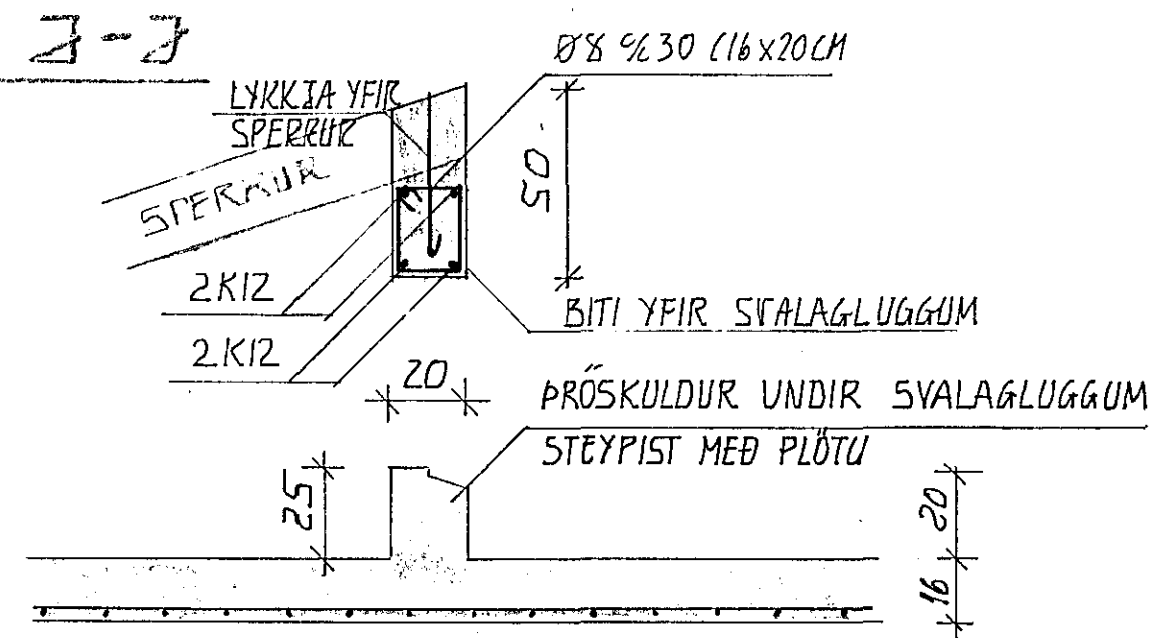 J-J
Ø8 c/c 30 (16x20CM
LYKKJA YFIR
SPERRUR
SPERRUR
50
2K12
BITI YFIR SVALAGLUGGUM
2K12
20
ÞRÖSKULDUR UNDIR SVALAGLUGGUM
STEYPIST MEÐ PLÖTU
25
20
16